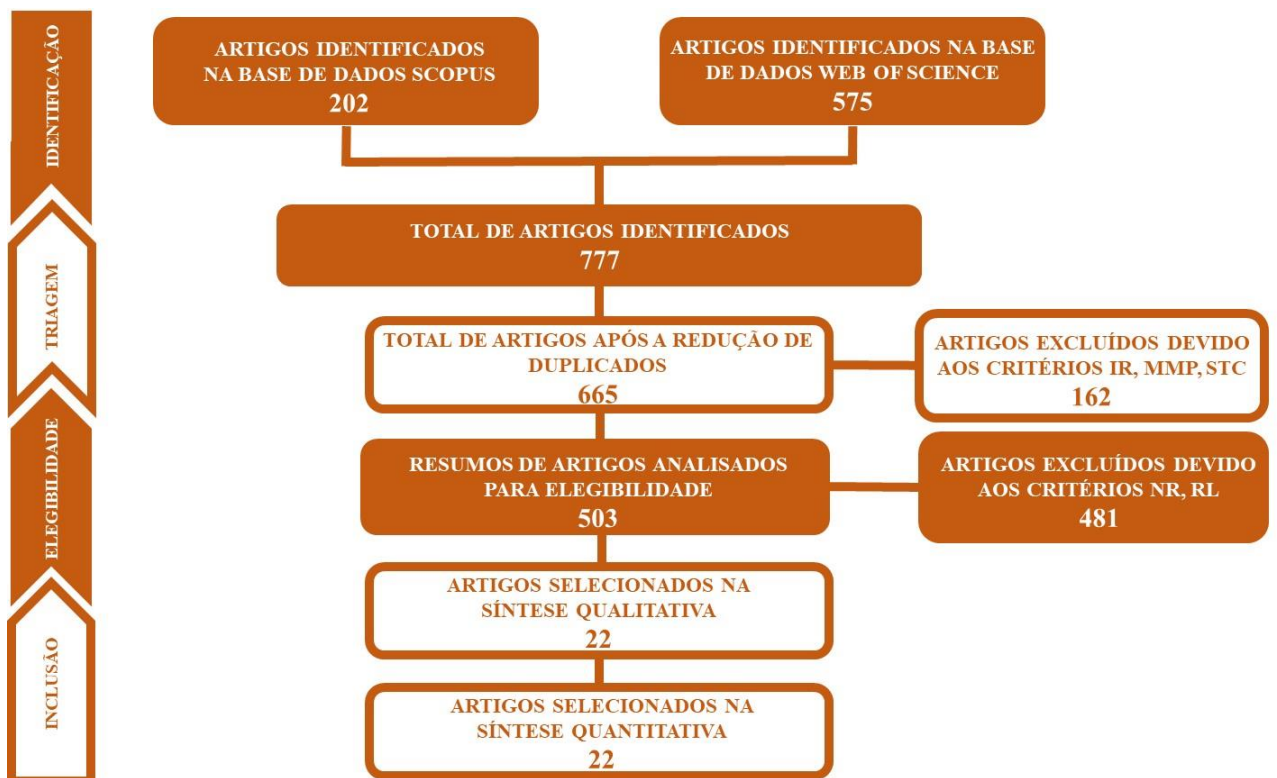 IDENTIFICAÇÃO
ARTIGOS IDENTIFICADOS
NA BASE DE DADOS SCOPUS
202
ARTIGOS IDENTIFICADOS NA BASE
DE DADOS WEB OF SCIENCE
575
TRIAGEM
TOTAL DE ARTIGOS IDENTIFICADOS
777
TOTAL DE ARTIGOS APÓS A REDUÇÃO DE
DUPLICADOS
665
ARTIGOS EXCLUÍDOS DEVIDO
AOS CRITÉRIOS IR, MMP, STC
162
ELEGIBILIDADE
RESUMOS DE ARTIGOS ANALISADOS
PARA ELEGIBILIDADE
503
ARTIGOS EXCLUÍDOS DEVIDO
AOS CRITÉRIOS NR, RL
481
INCLUSÃO
ARTIGOS SELECIONADOS NA
SÍNTESE QUALITATIVA
22
ARTIGOS SELECIONADOS NA
SÍNTESE QUANTITATIVA
22